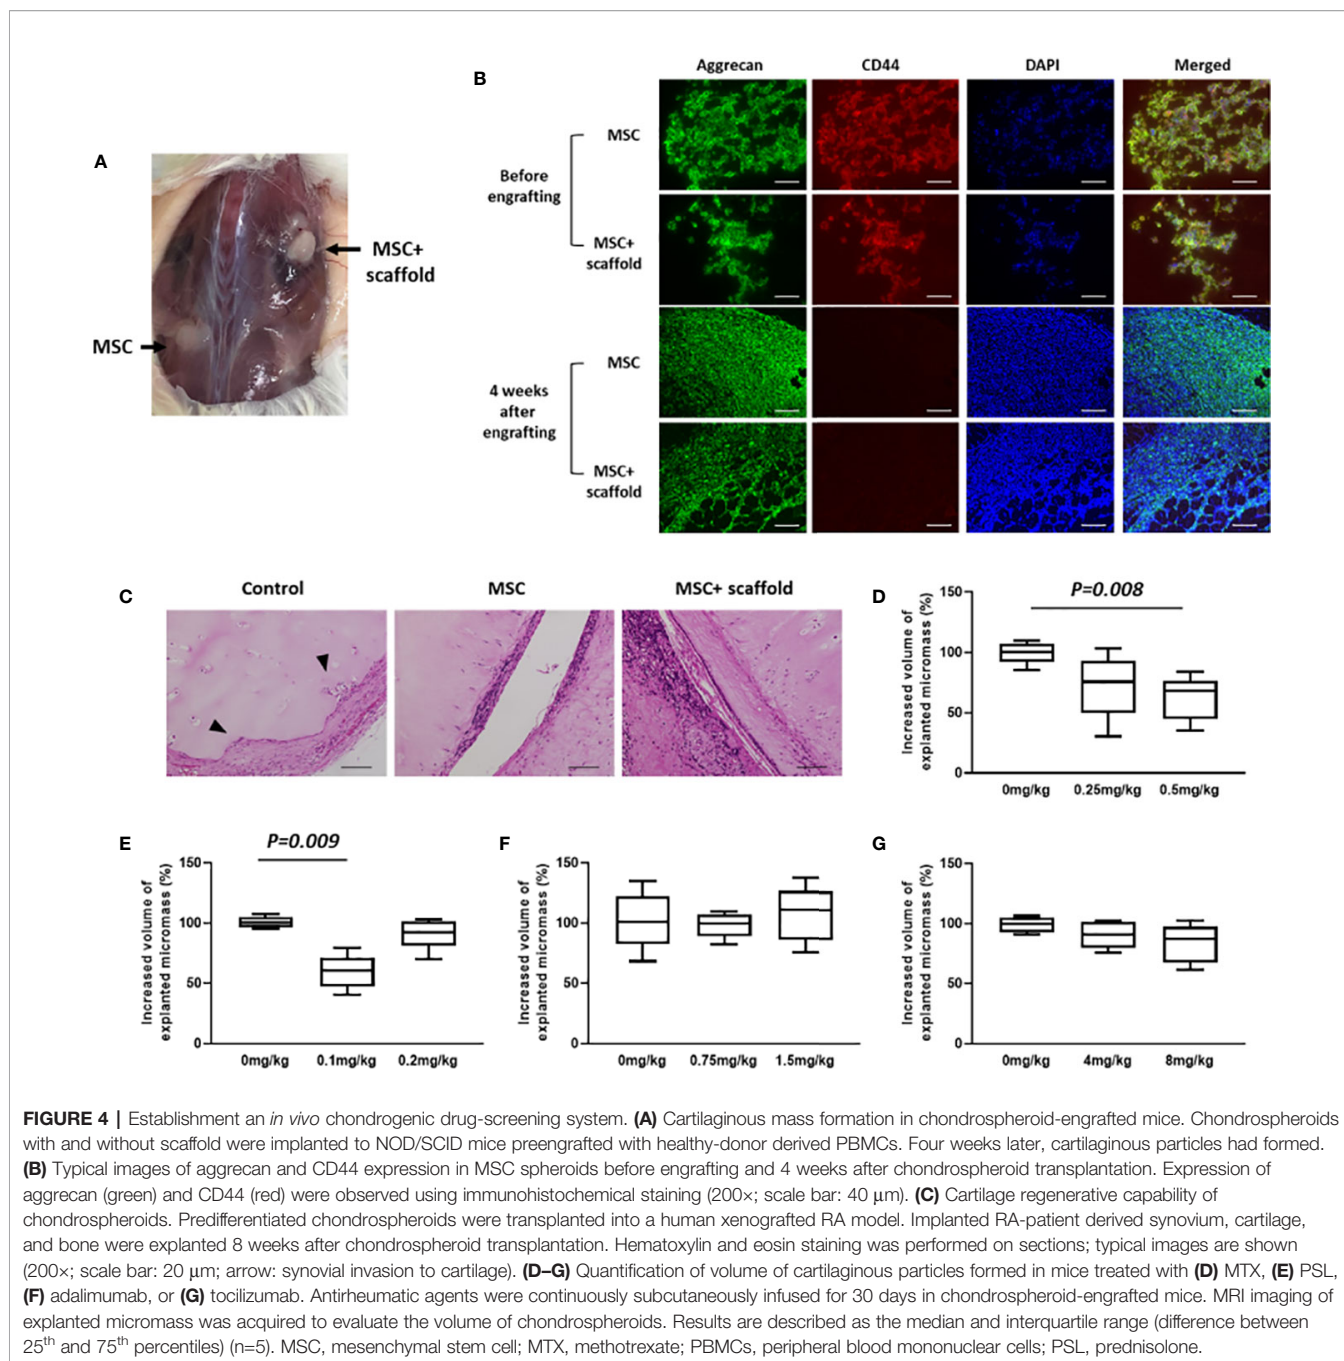 A
MSC+
scaffold
MSC
B
Aggrecan CD44 DAPI Merged
MSC
Before
engrafting
MSC+
scaffold
MSC
4 weeks
after
engrafting
MSC+
scaffold
C
Control MSC MSC+ scaffold
D
P=0.008
Increased volume of
explanted micromass (%)
150
100
50
0
0mg/kg 0.25mg/kg 0.5mg/kg
E
P=0.009
Increased volume of
explanted micromass (%)
150
100
50
0
0mg/kg 0.1mg/kg 0.2mg/kg
F
Increased volume of
explanted micromass (%)
150
100
50
0
0mg/kg 0.75mg/kg 1.5mg/kg
G
Increased volume of
explanted micromass (%)
150
100
50
0
0mg/kg 4mg/kg 8mg/kg
FIGURE 4 | Establishment an in vivo chondrogenic drug-screening system. (A) Cartilaginous mass formation in chondrospheroid-engrafted mice. Chondrospheroids
with and without scaffold were implanted to NOD/SCID mice preengrafted with healthy-donor derived PBMCs. Four weeks later, cartilaginous particles had formed.
(B) Typical images of aggrecan and CD44 expression in MSC spheroids before engrafting and 4 weeks after chondrospheroid transplantation. Expression of
aggrecan (green) and CD44 (red) were observed using immunohistochemical staining (200×; scale bar: 40 μm). (C) Cartilage regenerative capability of
chondrospheroids. Predifferentiated chondrospheroids were transplanted into a human xenografted RA model. Implanted RA-patient derived synovium, cartilage,
and bone were explanted 8 weeks after chondrospheroid transplantation. Hematoxylin and eosin staining was performed on sections; typical images are shown
(200×; scale bar: 20 μm; arrow: synovial invasion to cartilage). (D–G) Quantification of volume of cartilaginous particles formed in mice treated with (D) MTX, (E) PSL,
(F) adalimumab, or (G) tocilizumab. Antirheumatic agents were continuously subcutaneously infused for 30 days in chondrospheroid-engrafted mice. MRI imaging of
explanted micromass was acquired to evaluate the volume of chondrospheroids. Results are described as the median and interquartile range (difference between
25th and 75th percentiles) (n=5). MSC, mesenchymal stem cell; MTX, methotrexate; PBMCs, peripheral blood mononuclear cells; PSL, prednisolone.